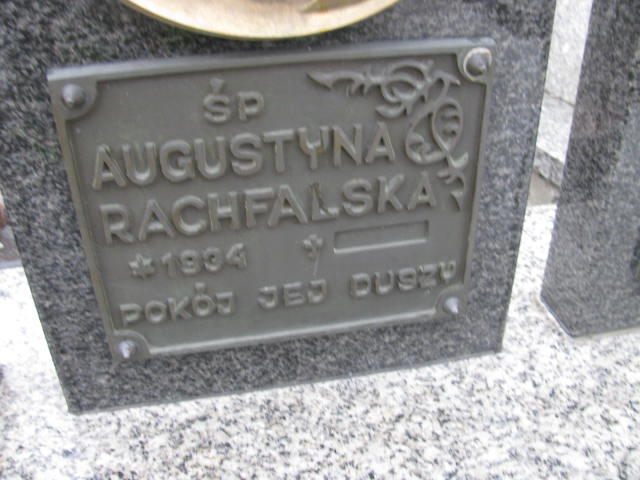 ŚP
AUGUSTYNA
RACHFALSKA
*1934 +
POKÓJ JEJ DUSZY